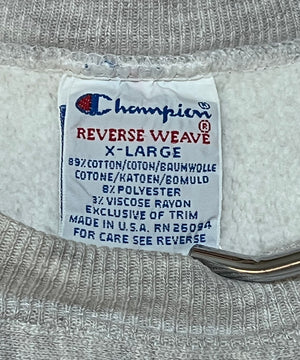 Champion®
REVERSE WEAVE®
X-LARGE
89% COTTON/COTON/BAUMWOLLE
COTONE/KATOEN/BOMULD
8% POLYESTER
3% VISCOSE RAYON
EXCLUSIVE OF TRIM
MADE IN U.S.A. RN 26094
FOR CARE SEE REVERSE